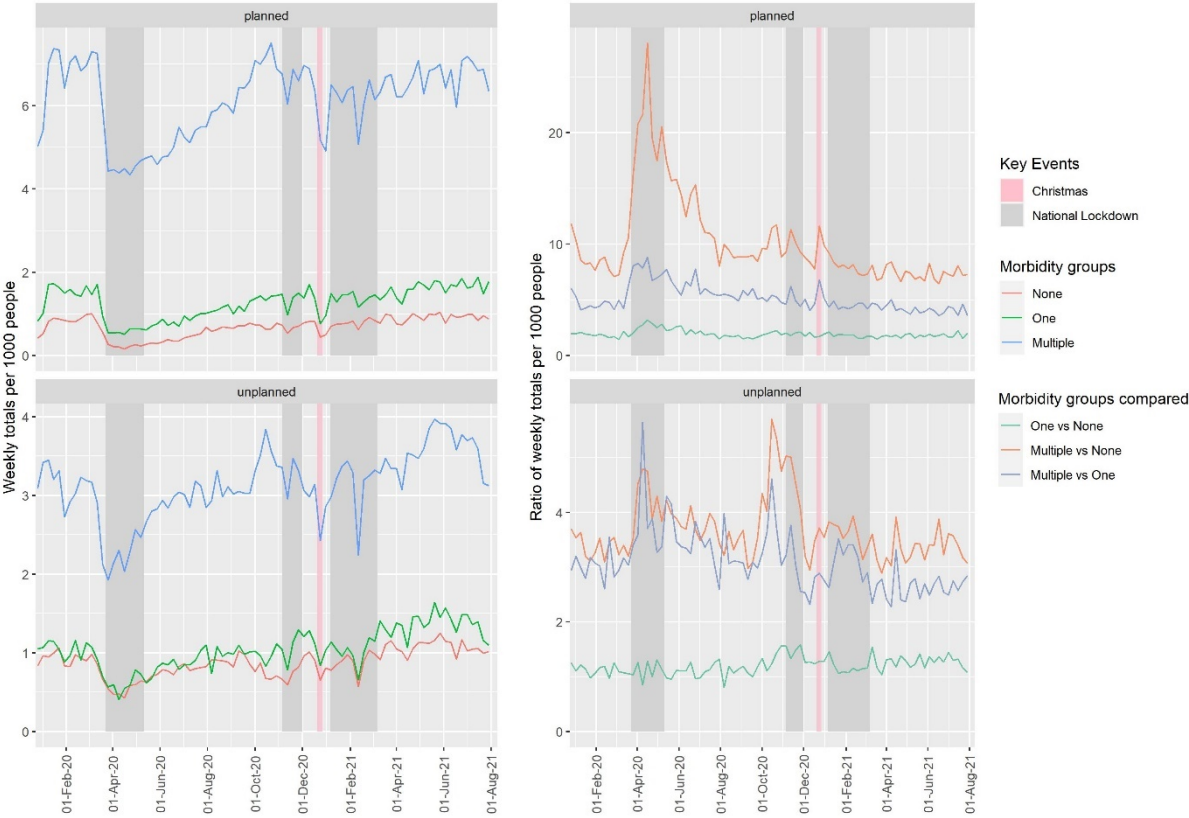 planned
6
4
2
0
unplanned
4
3
2
1
0
Weekly totals per 1000 people
01-Feb-20
01-Apr-20
01-Jun-20
01-Aug-20
01-Oct-20
01-Dec-20
01-Feb-21
01-Apr-21
01-Jun-21
01-Aug-21
planned
20
10
0
unplanned
4
2
0
Ratio of weekly totals per 1000 people
01-Feb-20
01-Apr-20
01-Jun-20
01-Aug-20
01-Oct-20
01-Dec-20
01-Feb-21
01-Apr-21
01-Jun-21
01-Aug-21
Key Events
Christmas
National Lockdown
Morbidity groups
None
One
Multiple
Morbidity groups compared
One vs None
Multiple vs None
Multiple vs One